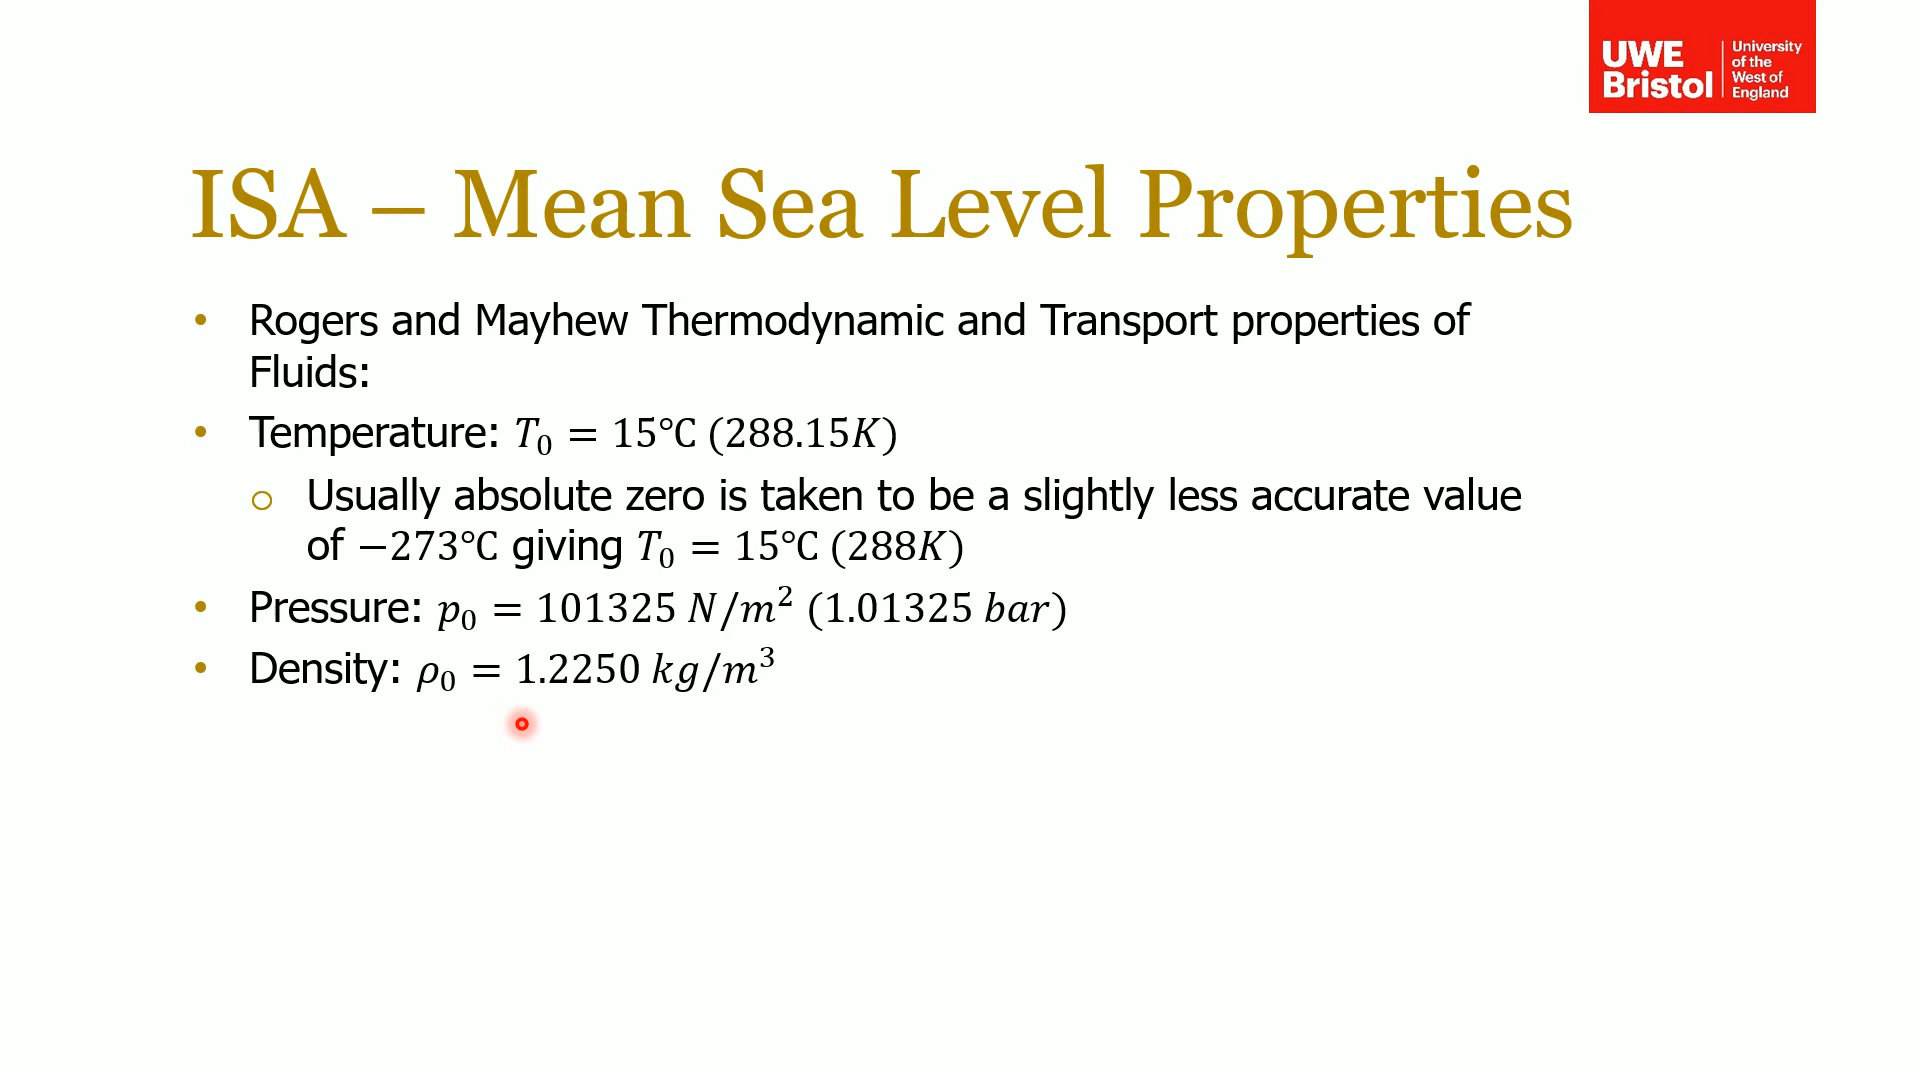 UWE
Bristol
University
of the
West of
England
ISA – Mean Sea Level Properties
• Rogers and Mayhew Thermodynamic and Transport properties of
Fluids:
• Temperature: T₀ = 15℃ (288.15K)
o Usually absolute zero is taken to be a slightly less accurate value
of −273℃ giving T₀ = 15℃ (288K)
• Pressure: p₀ = 101325 N/m² (1.01325 bar)
• Density: ρ₀ = 1.2250 kg/m³